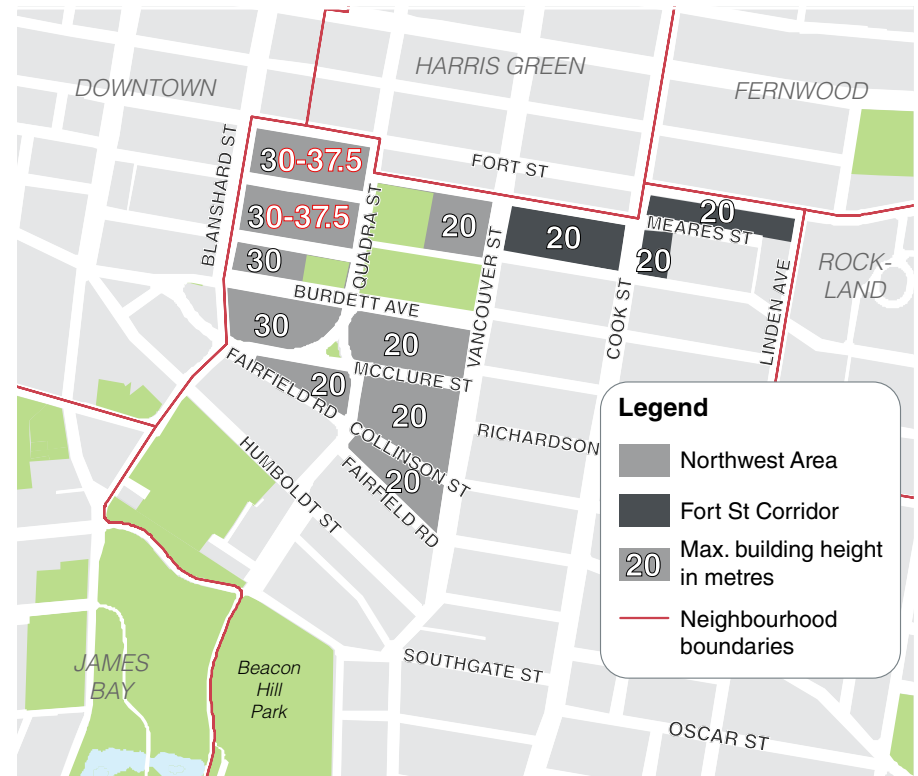 DOWNTOWN
HARRIS GREEN
FERNWOOD
BLANSHARD ST
30-37.5
FORT ST
30-37.5
QUADRA ST
20
VANCOUVER ST
20
20
MEARES ST
20
30
BURDETT AVE
COOK ST
LINDEN AVE
ROCK-
LAND
30
20
MCCLURE ST
20
FAIRFIELD RD
20
COLLINSON ST
RICHARDSON
20
FAIRFIELD RD
HUMBOLDT ST
SOUTHGATE ST
OSCAR ST
JAMES
BAY
Beacon
Hill
Park
Legend
Northwest Area
Fort St Corridor
20
Max. building height
in metres
Neighbourhood
boundaries